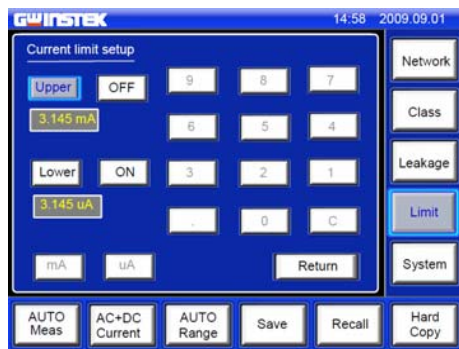 GWINSTEK 14:58 2009.09.01
Current limit setup
Upper OFF
3.145 mA
Lower ON
3.145 uA
mA uA
9 8 7
6 5 4
3 2 1
. 0 C
Return
Network
Class
Leakage
Limit
System
AUTO
Meas
AC+DC
Current
AUTO
Range
Save
Recall
Hard
Copy